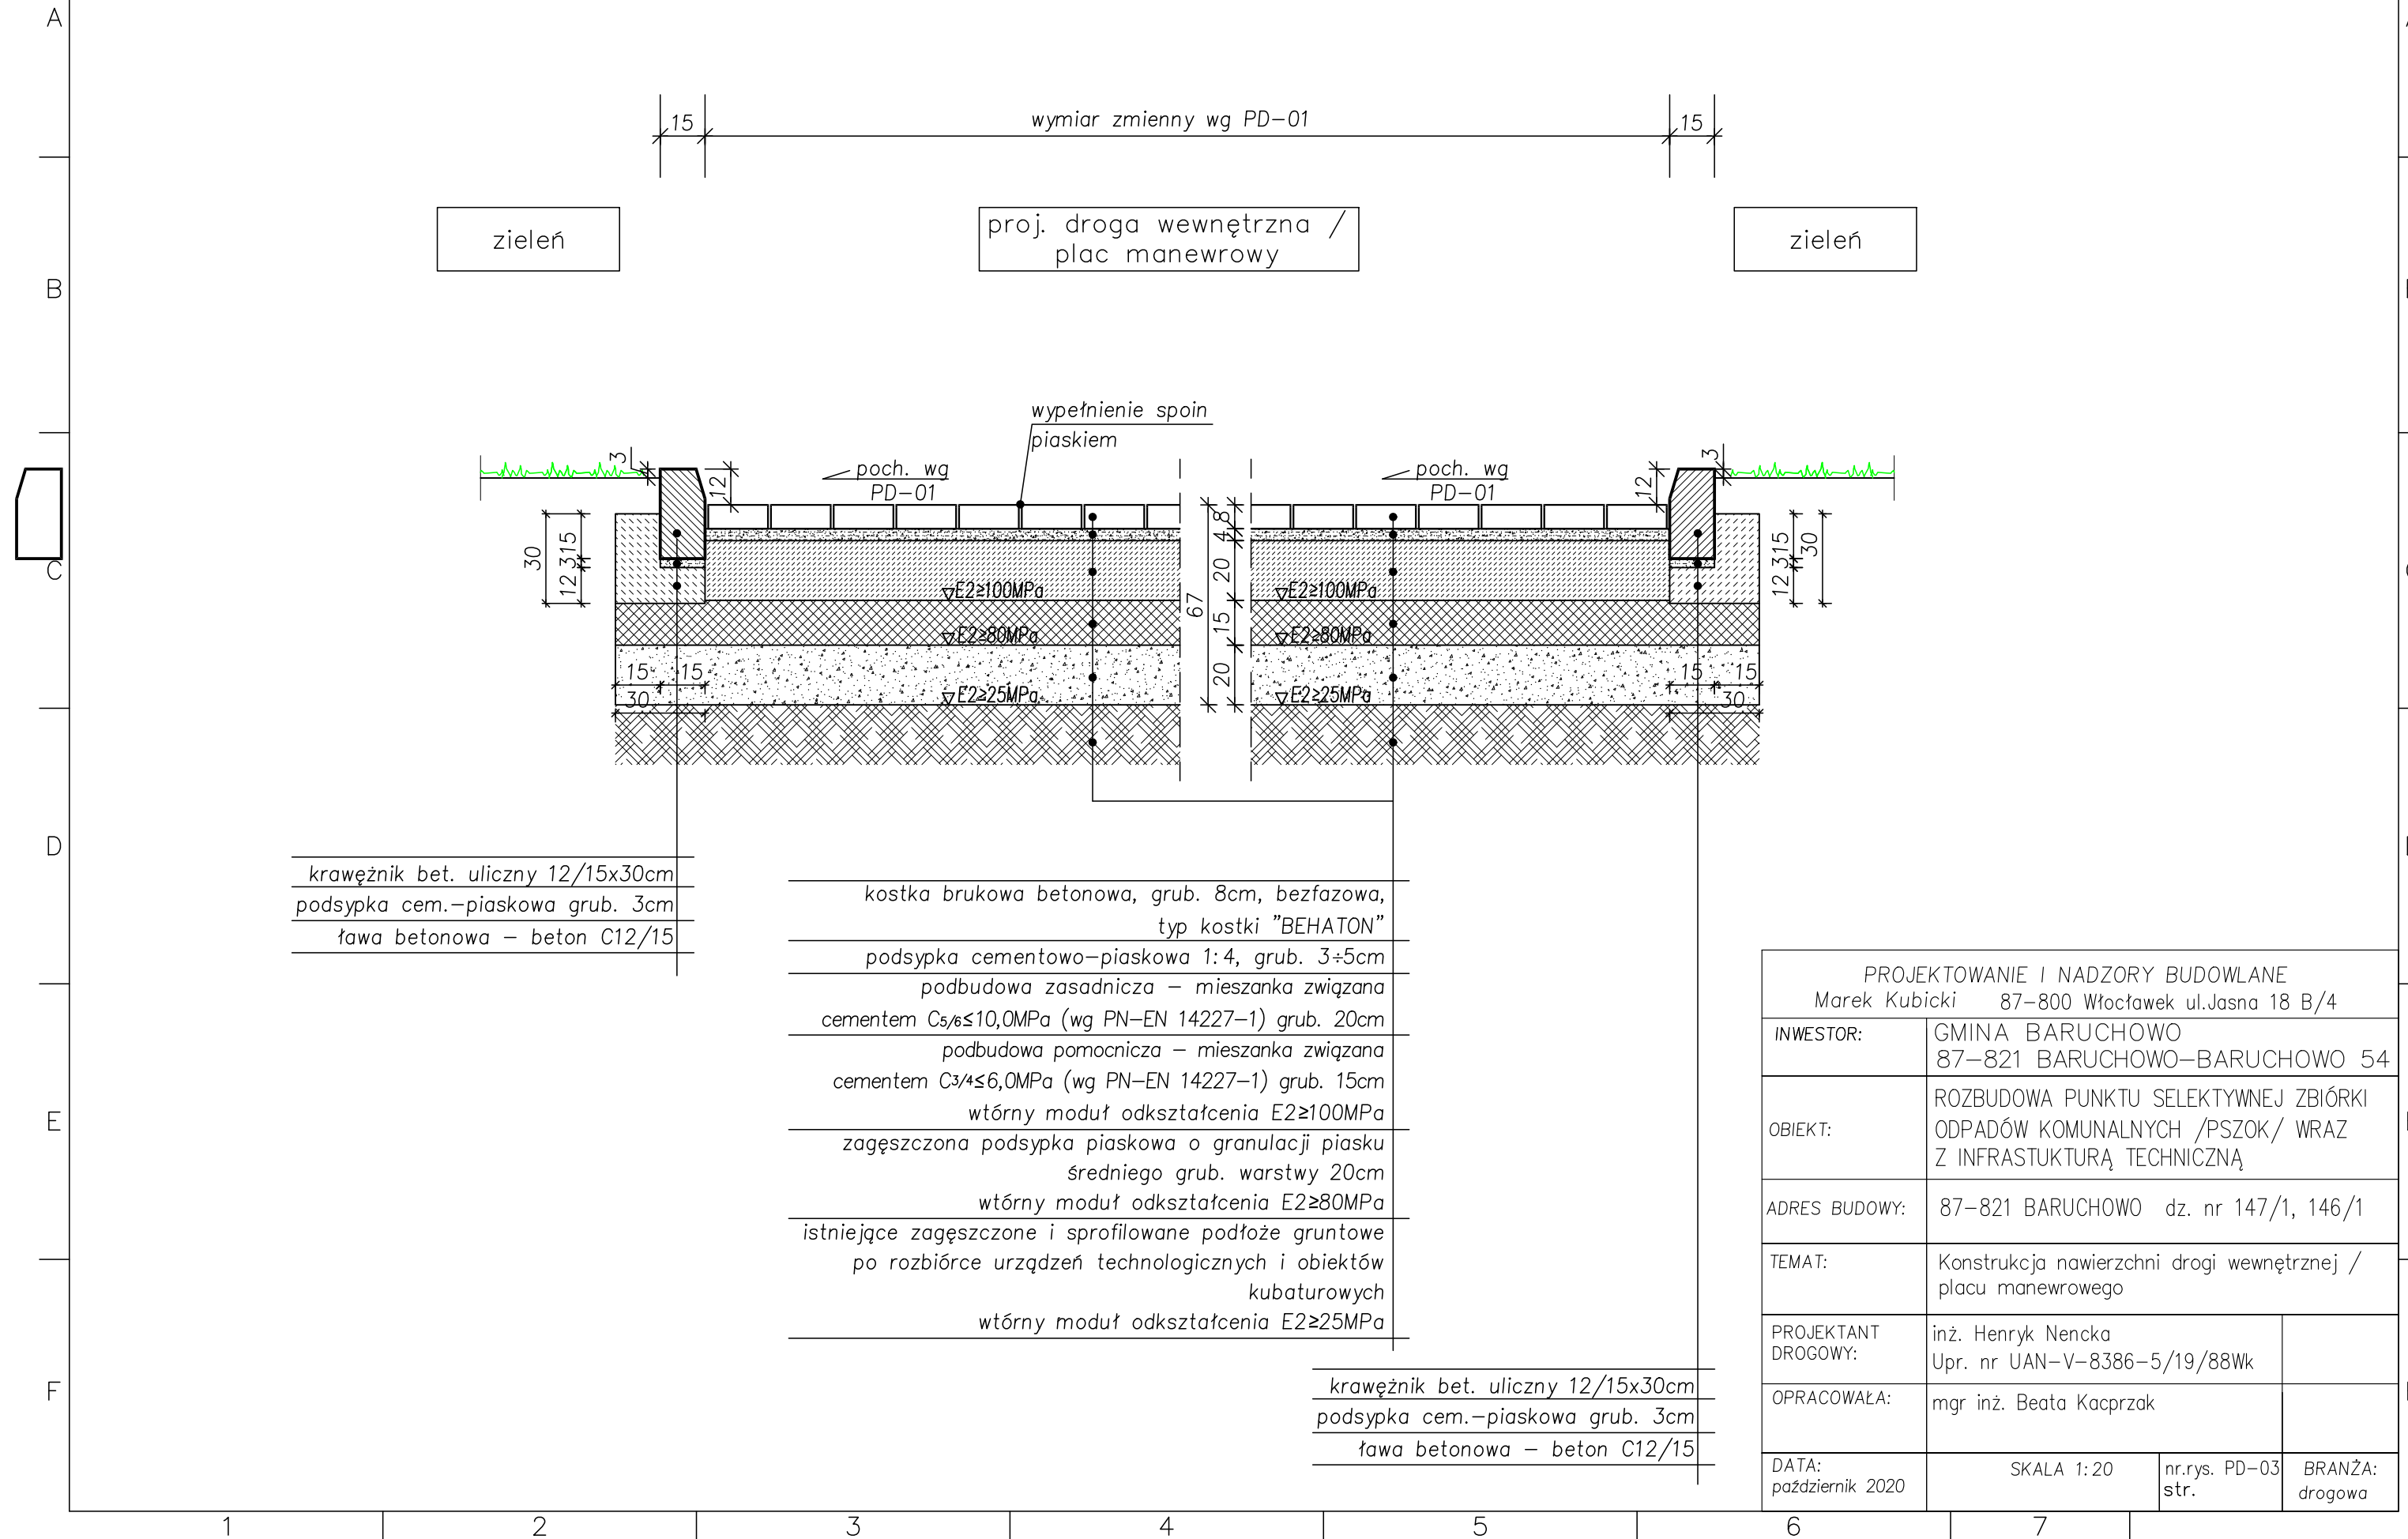 A
15
wymiar zmienny wg PD-01
15
zieleń
proj. droga wewnętrzna /
plac manewrowy
zieleń
B
wypełnienie spoin
piaskiem
3
12
poch. wg
PD-01
poch. wg
PD-01
12
3
C
30
15
3
12
8
4
20
15
20
67
15
3
12
30
E2≥100MPa
E2≥100MPa
E2≥80MPa
E2≥80MPa
15
15
30
E2≥25MPa
E2≥25MPa
15
15
30
D
krawężnik bet. uliczny 12/15x30cm
podsypka cem.-piaskowa grub. 3cm
ława betonowa - beton C12/15
kostka brukowa betonowa, grub. 8cm, bezfazowa,
typ kostki "BEHATON"
podsypka cementowo-piaskowa 1:4, grub. 3÷5cm
podbudowa zasadnicza - mieszanka związana
cementem C5/6≤10,0MPa (wg PN-EN 14227-1) grub. 20cm
podbudowa pomocnicza - mieszanka związana
cementem C3/4≤6,0MPa (wg PN-EN 14227-1) grub. 15cm
wtórny moduł odkształcenia E2≥100MPa
zagęszczona podsypka piaskowa o granulacji piasku
średniego grub. warstwy 20cm
wtórny moduł odkształcenia E2≥80MPa
istniejące zagęszczone i sprofilowane podłoże gruntowe
po rozbiórce urządzeń technologicznych i obiektów
kubaturowych
wtórny moduł odkształcenia E2≥25MPa
krawężnik bet. uliczny 12/15x30cm
podsypka cem.-piaskowa grub. 3cm
ława betonowa - beton C12/15
E
F
PROJEKTOWANIE I NADZORY BUDOWLANE
Marek Kubicki 87-800 Włocławek ul.Jasna 18 B/4
INWESTOR:
GMINA BARUCHOWO
87-821 BARUCHOWO-BARUCHOWO 54
OBIEKT:
ROZBUDOWA PUNKTU SELEKTYWNEJ ZBIÓRKI
ODPADÓW KOMUNALNYCH /PSZOK/ WRAZ
Z INFRASTUKTURĄ TECHNICZNĄ
ADRES BUDOWY:
87-821 BARUCHOWO dz. nr 147/1, 146/1
TEMAT:
Konstrukcja nawierzchni drogi wewnętrznej /
placu manewrowego
PROJEKTANT
DROGOWY:
inż. Henryk Nencka
Upr. nr UAN-V-8386-5/19/88Wk
OPRACOWAŁA:
mgr inż. Beata Kacprzak
DATA:
październik 2020
SKALA 1:20
nr.rys. PD-03
str.
BRANŻA:
drogowa
1 2 3 4 5 6 7